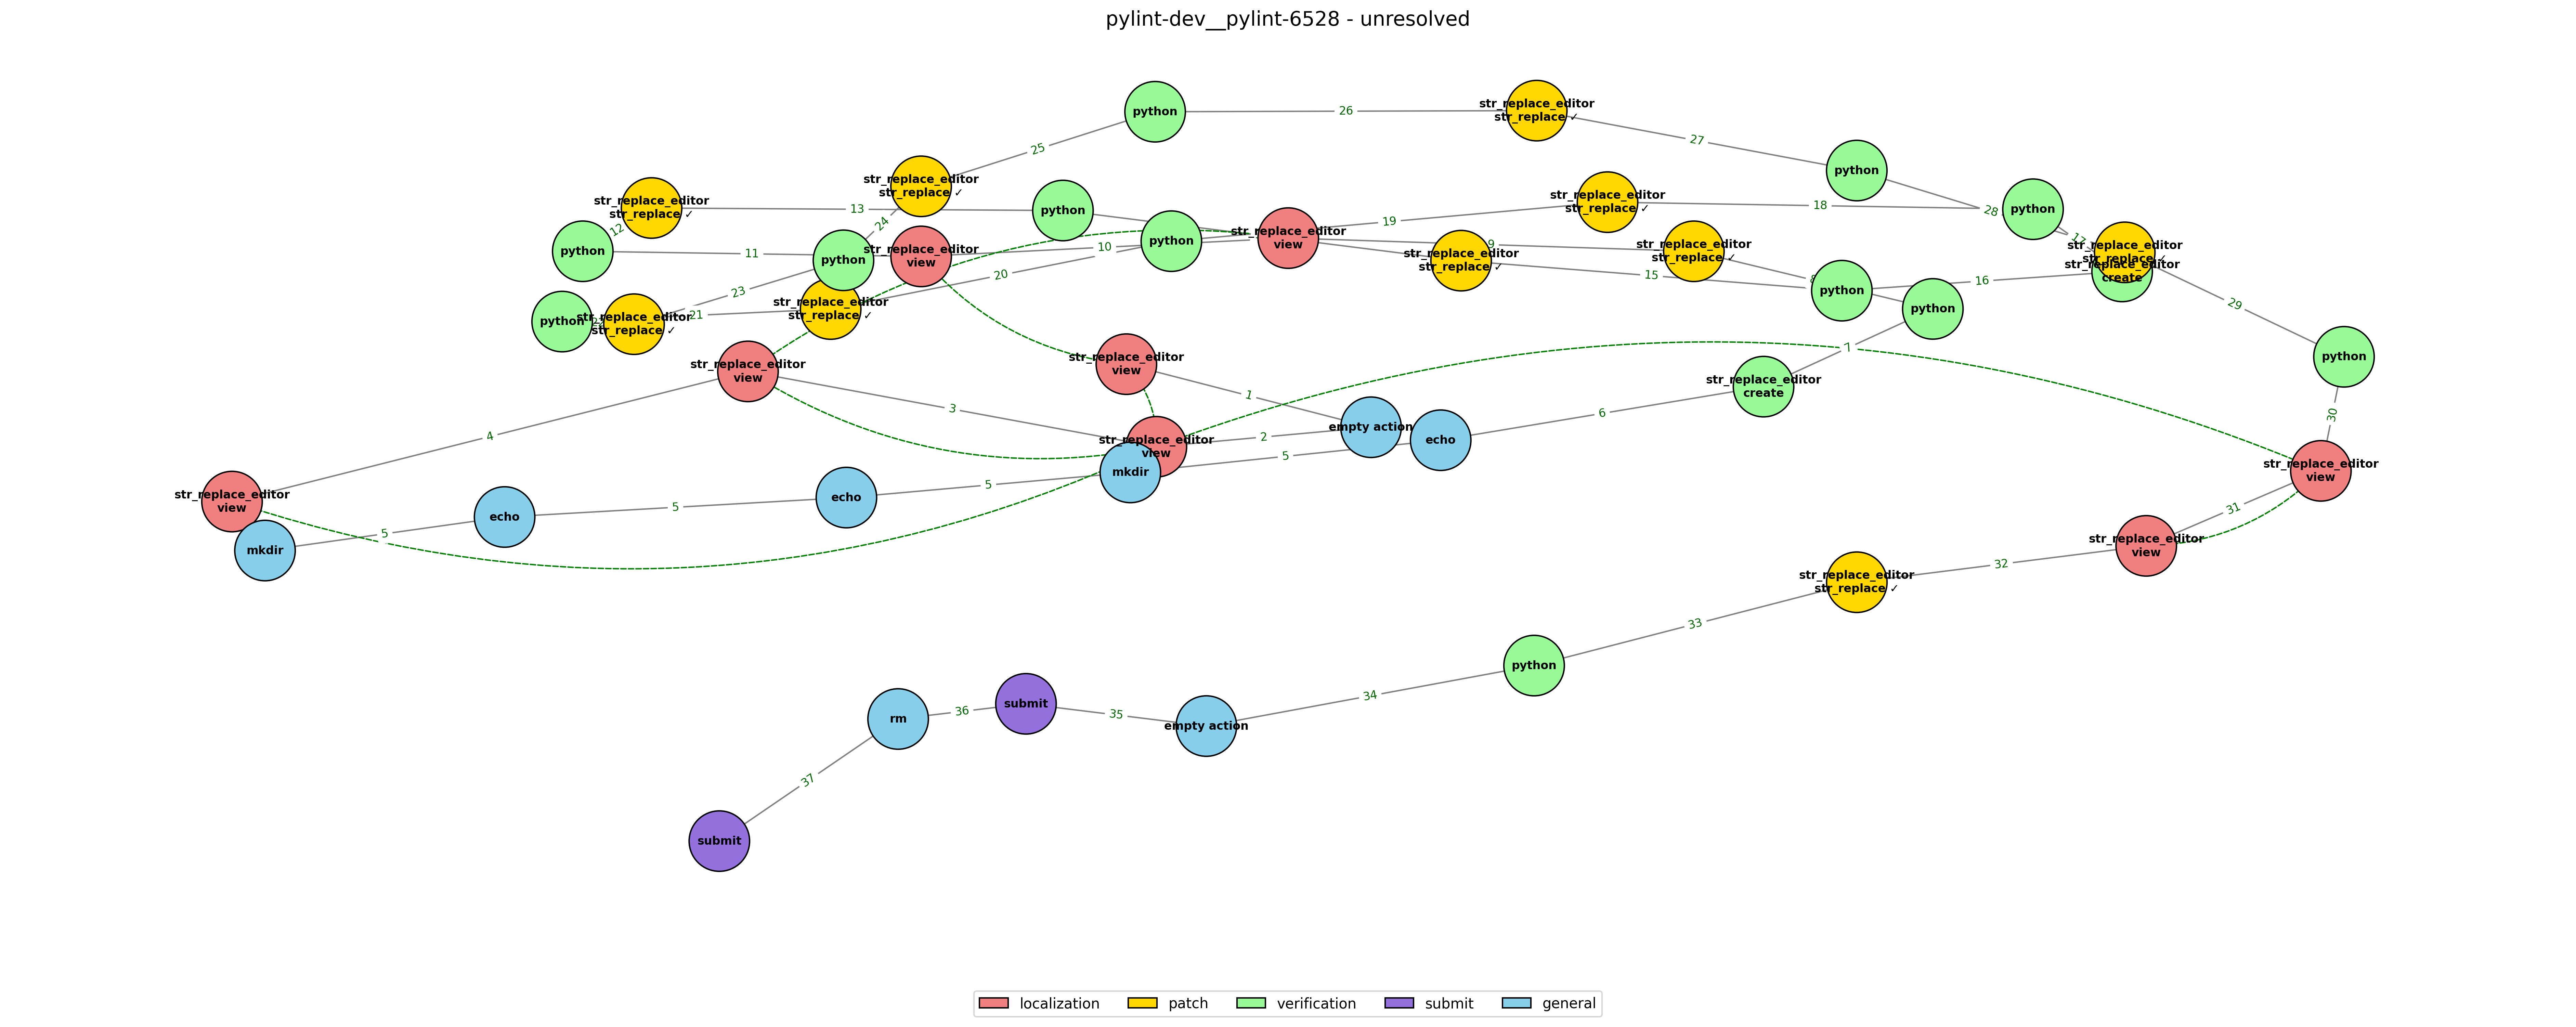 pylint-dev__pylint-6528 - unresolved
python
26
str_replace_editor
str_replace ✓
27
25
python
str_replace_editor
str_replace ✓
24
str_replace_editor
str_replace ✓
13
python
12
str_replace_editor
view
19
str_replace_editor
str_replace ✓
18
28
python
17
python
11
python
str_replace_editor
view
10
python
20
9
str_replace_editor
str_replace ✓
str_replace_editor
str_replace ✓
15
python
16
str_replace_editor
str_replace ✓
str_replace_editor
create
29
23
python
str_replace_editor
str_replace ✓
21
str_replace_editor
str_replace ✓
python
7
python
30
str_replace_editor
view
3
str_replace_editor
view
1
str_replace_editor
create
6
4
str_replace_editor
view
2
empty action
echo
5
mkdir
5
echo
5
echo
5
str_replace_editor
view
mkdir
str_replace_editor
view
31
str_replace_editor
view
32
str_replace_editor
str_replace ✓
33
python
34
empty action
35
submit
36
rm
37
submit
localization
patch
verification
submit
general